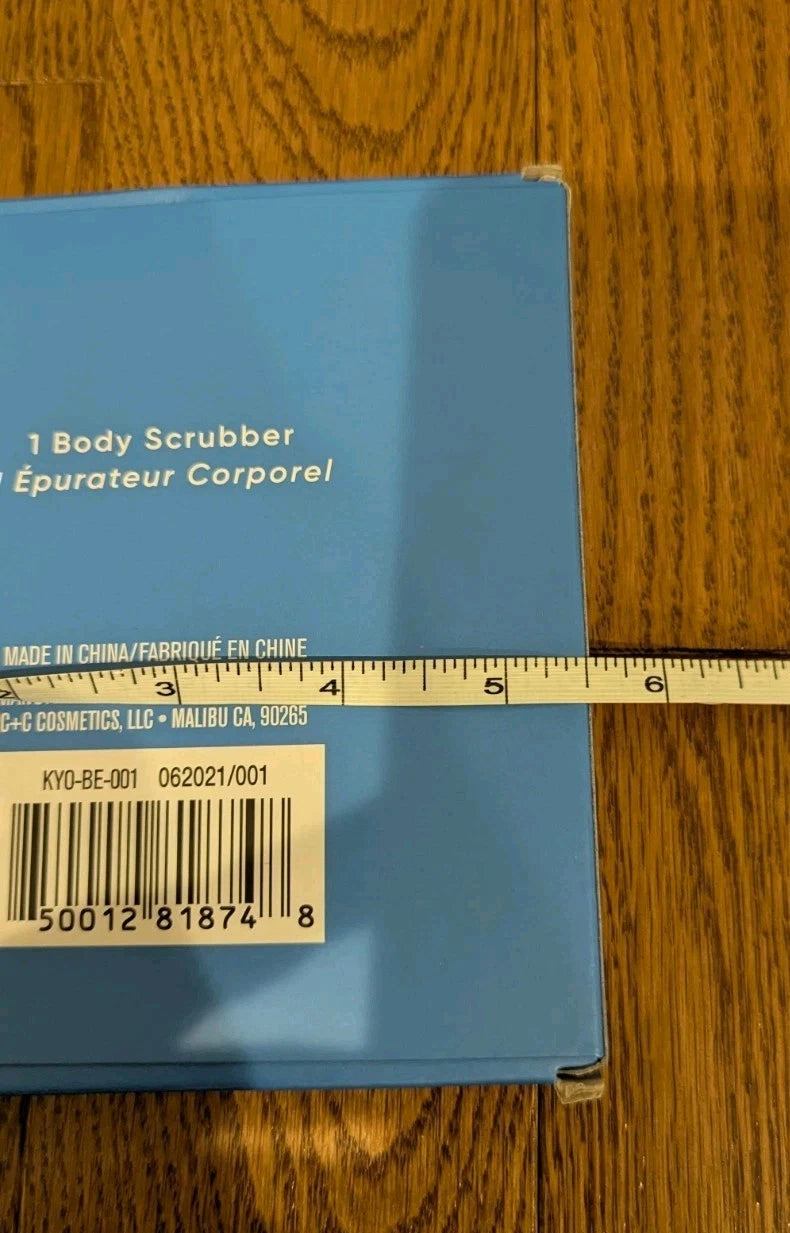 1 Body Scrubber
Épurateur Corporel
MADE IN CHINA/FABRIQUÉ EN CHINE
2 3 4 5 6
C+C COSMETICS, LLC • MALIBU CA, 90265
KYO-BE-001 062021/001
50012 81874 8